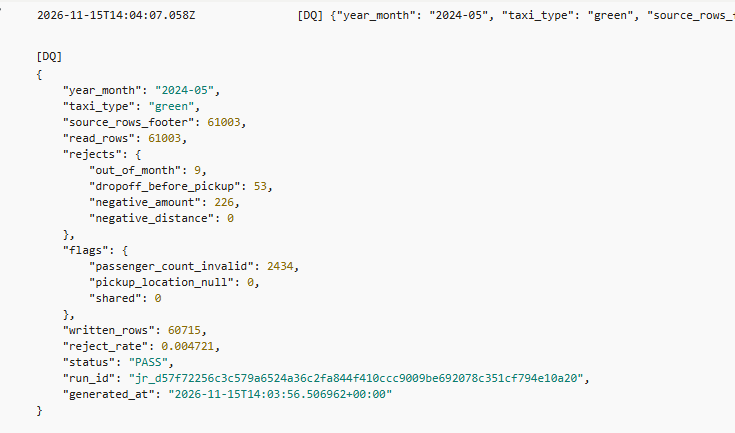 2026-11-15T14:04:07.058Z [DQ] {"year_month": "2024-05", "taxi_type": "green", "source_rows_
[DQ]
{
"year_month": "2024-05",
"taxi_type": "green",
"source_rows_footer": 61003,
"read_rows": 61003,
"rejects": {
"out_of_month": 9,
"dropoff_before_pickup": 53,
"negative_amount": 226,
"negative_distance": 0
},
"flags": {
"passenger_count_invalid": 2434,
"pickup_location_null": 0,
"shared": 0
},
"written_rows": 60715,
"reject_rate": 0.004721,
"status": "PASS",
"run_id": "jr_d57f72256c3c579a6524a36c2fa844f410ccc9009be692078c351cf794e10a20",
"generated_at": "2026-11-15T14:03:56.506962+00:00"
}